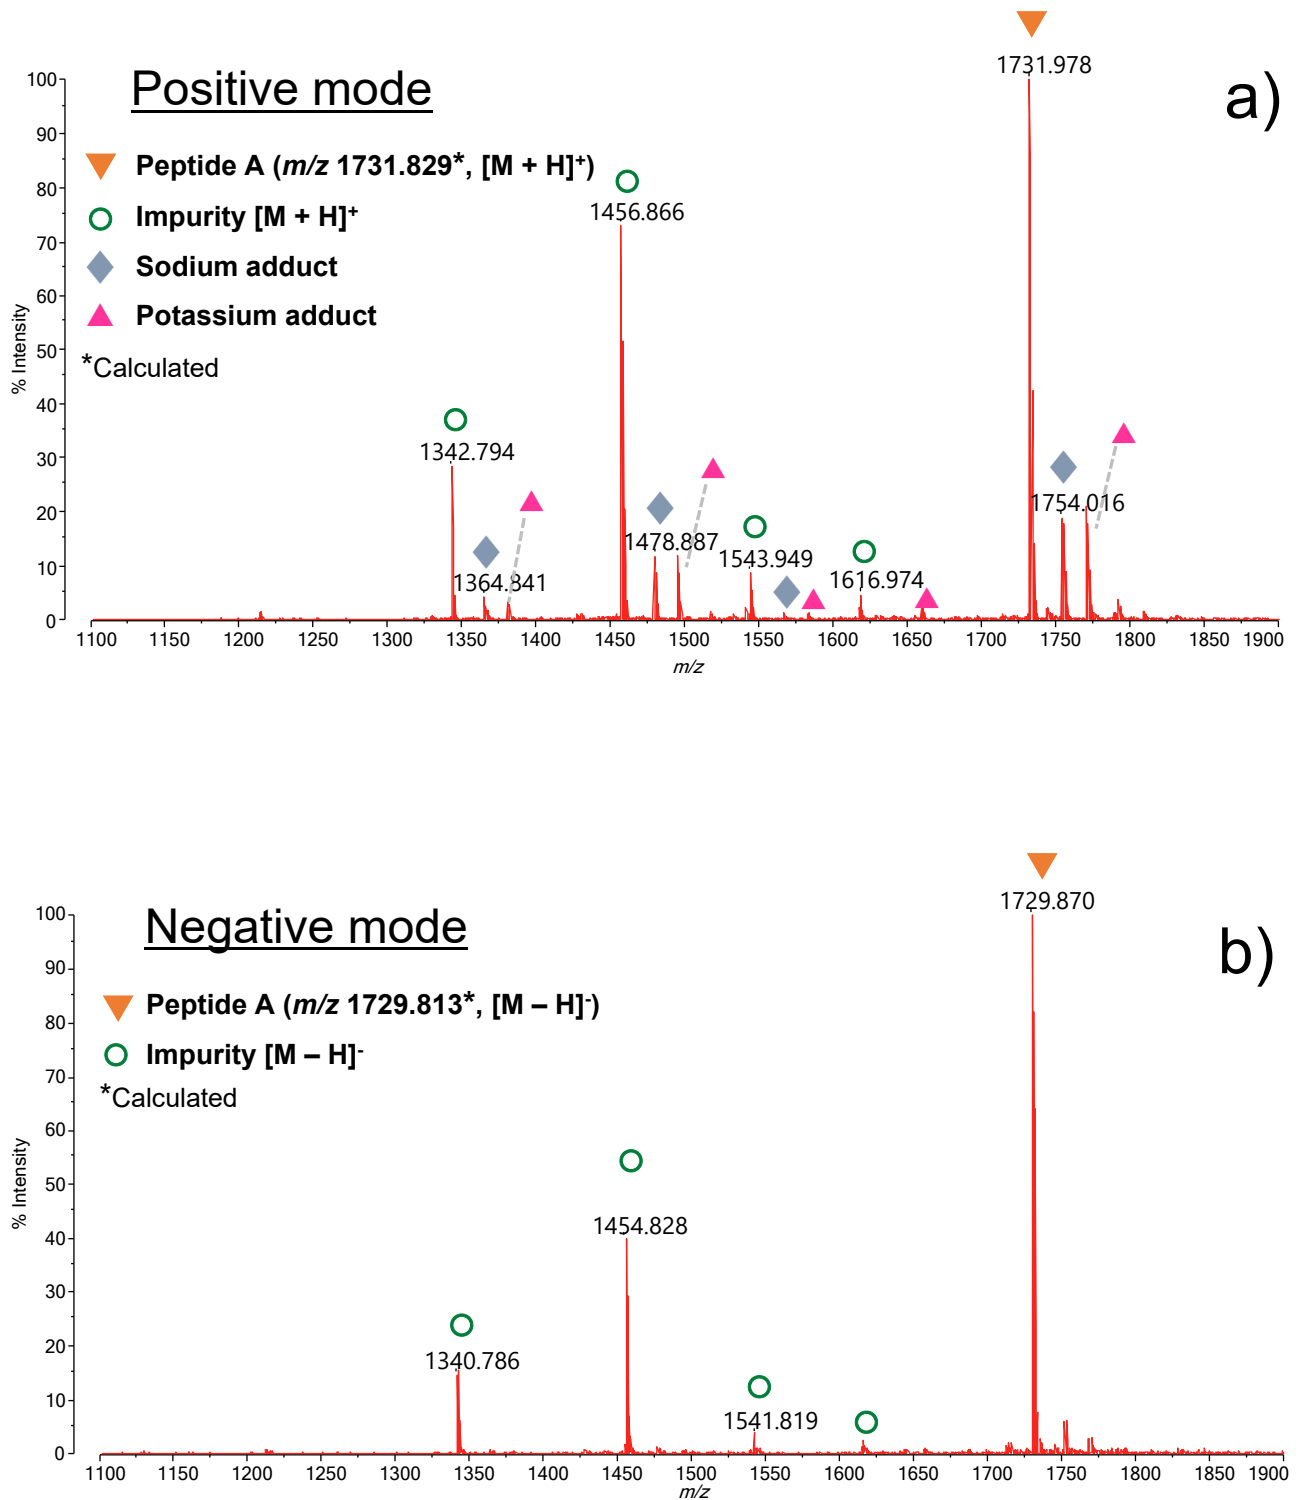 1731.978
Positive mode
a)
Peptide A (m/z 1731.829*, [M + H]+)
Impurity [M + H]+
Sodium adduct
Potassium adduct
*Calculated
1456.866
1342.794
1364.841
1478.887
1543.949
1616.974
1754.016
% Intensity
100
90
80
70
60
50
40
30
20
10
0
1100 1150 1200 1250 1300 1350 1400 1450 1500 1550 1600 1650 1700 1750 1800 1850 1900
m/z
1729.870
Negative mode
b)
Peptide A (m/z 1729.813*, [M – H]-)
Impurity [M – H]-
*Calculated
1454.828
1340.786
1541.819
% Intensity
100
90
80
70
60
50
40
30
20
10
0
1100 1150 1200 1250 1300 1350 1400 1450 1500 1550 1600 1650 1700 1750 1800 1850 1900
m/z